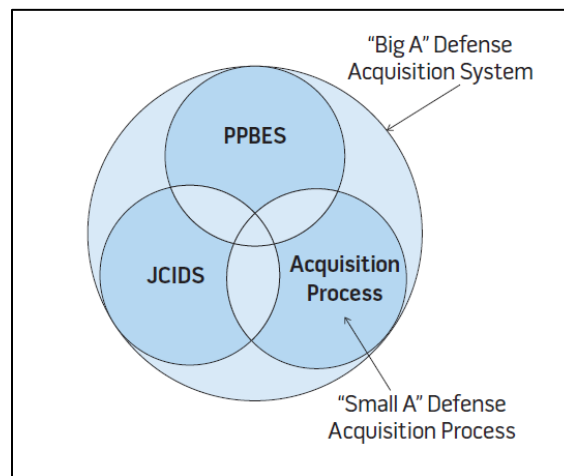 “Big A” Defense
Acquisition System
PPBES
JCIDS
Acquisition
Process
“Small A” Defense
Acquisition Process